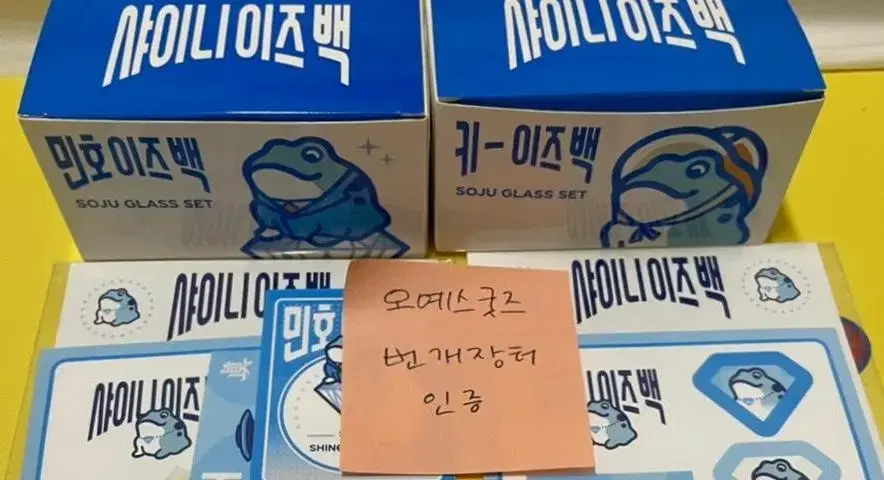 샤이니 이즈 백
샤이니 이즈 백
민호 이즈 백
SOJU GLASS SET
키 - 이즈 백
SOJU GLASS SET
샤이니 이즈 백
샤이니 이즈 백
오예스굿즈
번개장터
인증
민호
샤이니 이즈
이즈백
SHINE